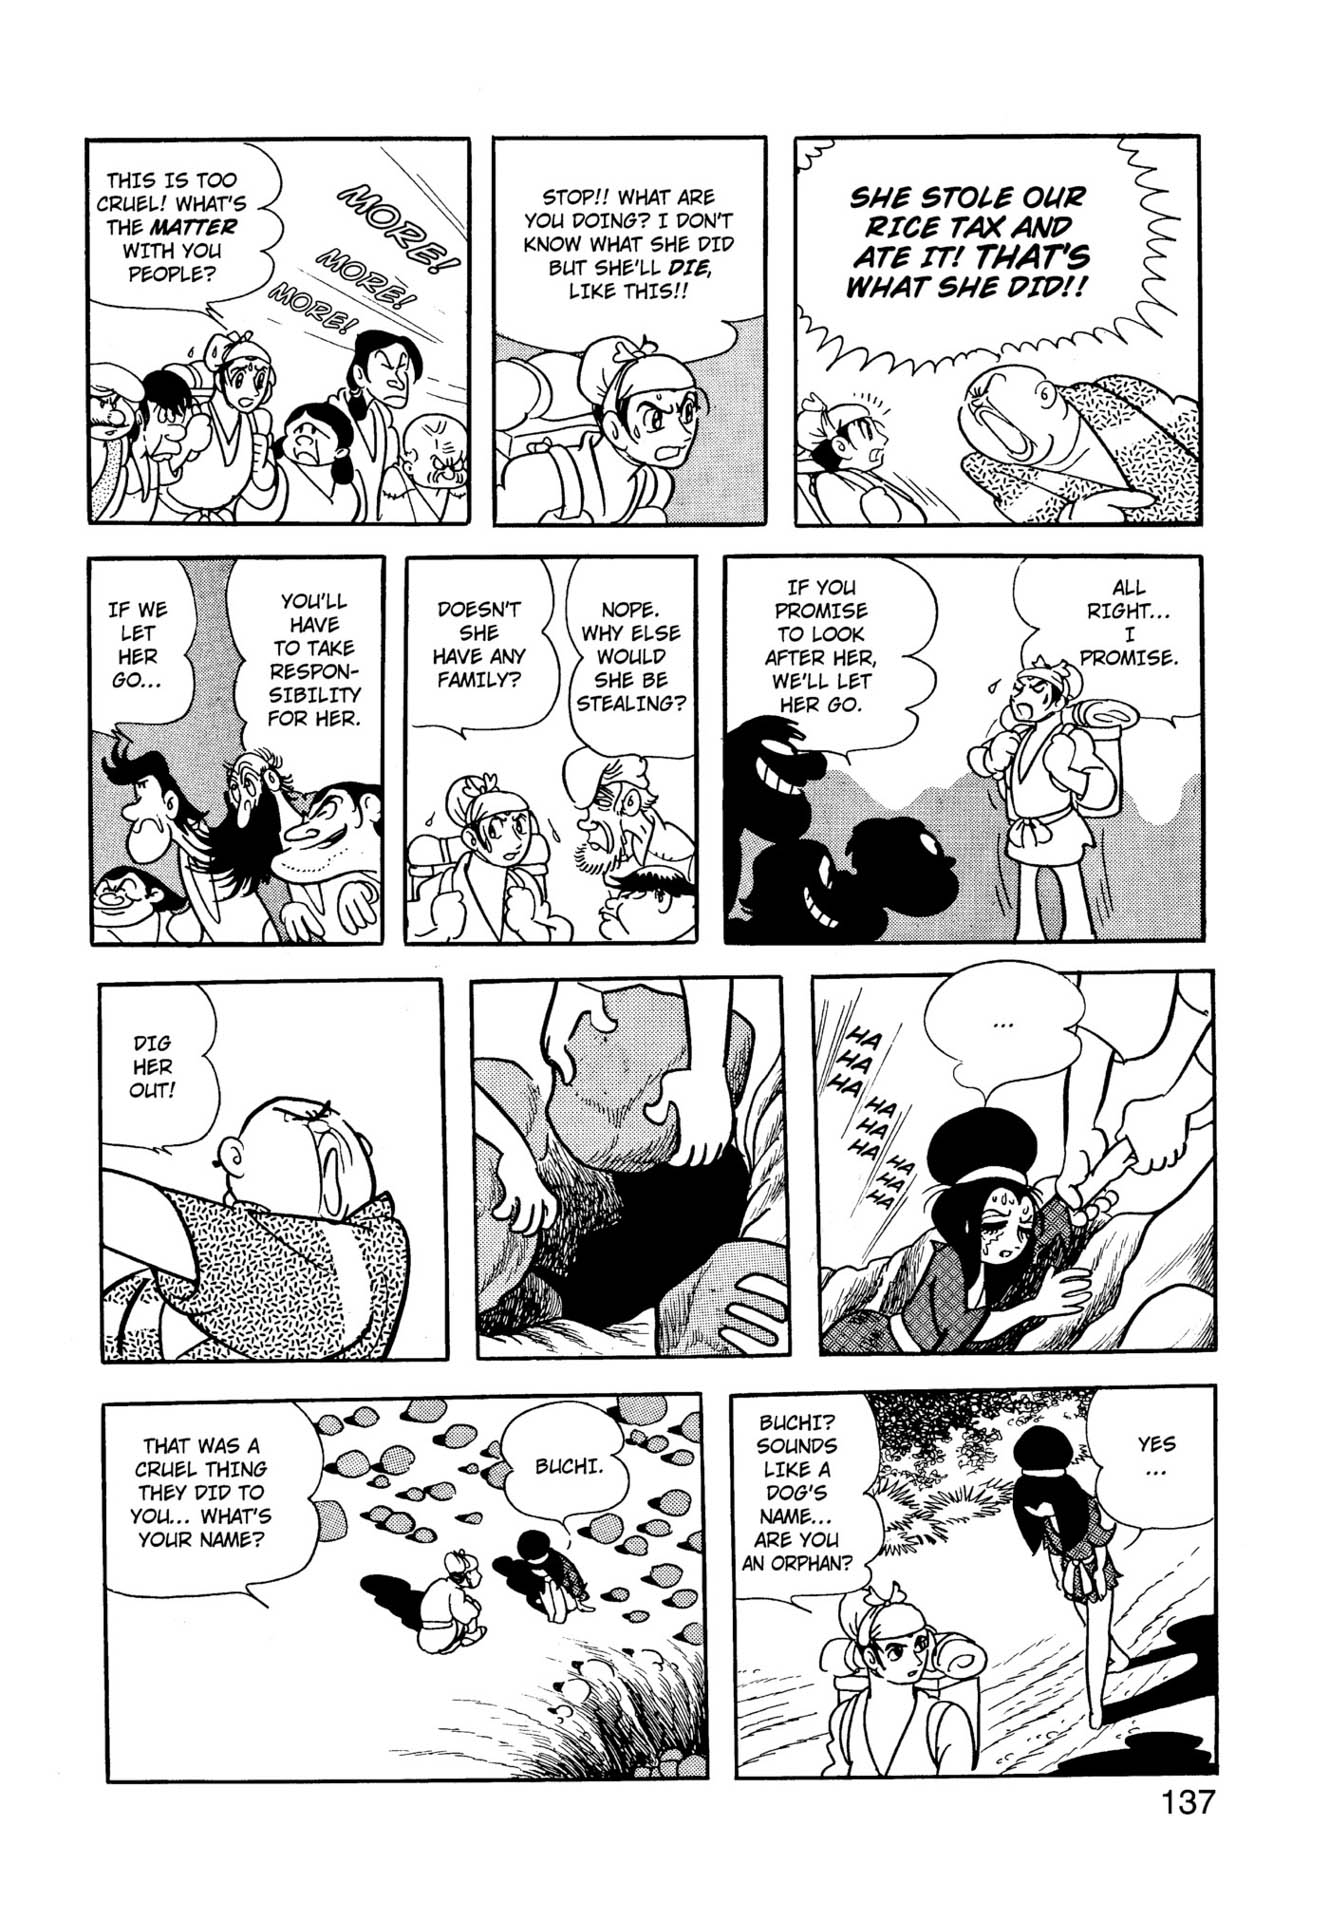 THIS IS TOO
CRUEL! WHAT'S
THE MATTER
WITH YOU
PEOPLE?
MORE!
MORE!
MORE!
STOP!! WHAT ARE
YOU DOING? I DON'T
KNOW WHAT SHE DID
BUT SHE'LL DIE,
LIKE THIS!!
SHE STOLE OUR
RICE TAX AND
ATE IT! THAT'S
WHAT SHE DID!!
IF WE
LET
HER
GO...
YOU'LL
HAVE
TO TAKE
RESPON-
SIBILITY
FOR HER.
DOESN'T
SHE
HAVE ANY
FAMILY?
NOPE.
WHY ELSE
WOULD
SHE BE
STEALING?
IF YOU
PROMISE
TO LOOK
AFTER HER,
WE'LL LET
HER GO.
ALL
RIGHT...
I
PROMISE.
DIG
HER
OUT!
...
HA
HA
HA
HA
HA
HA
HA
HA
HA
THAT WAS A
CRUEL THING
THEY DID TO
YOU... WHAT'S
YOUR NAME?
BUCHI.
BUCHI?
SOUNDS
LIKE A
DOG'S
NAME...
ARE YOU
AN ORPHAN?
YES
...
137